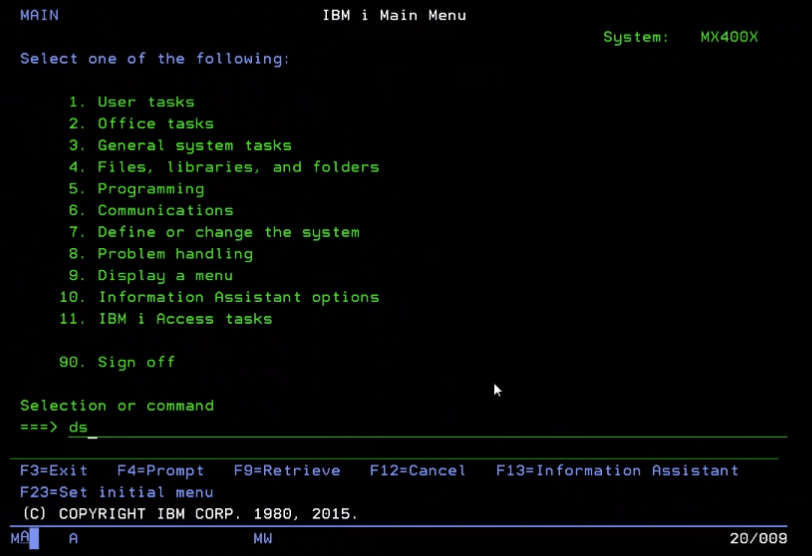 MAIN IBM i Main Menu
System: MX400X
Select one of the following:
1. User tasks
2. Office tasks
3. General system tasks
4. Files, libraries, and folders
5. Programming
6. Communications
7. Define or change the system
8. Problem handling
9. Display a menu
10. Information Assistant options
11. IBM i Access tasks
90. Sign off
Selection or command
===> ds_
F3=Exit F4=Prompt F9=Retrieve F12=Cancel F13=Information Assistant
F23=Set initial menu
(C) COPYRIGHT IBM CORP. 1980, 2015.
MA A MW 20/009